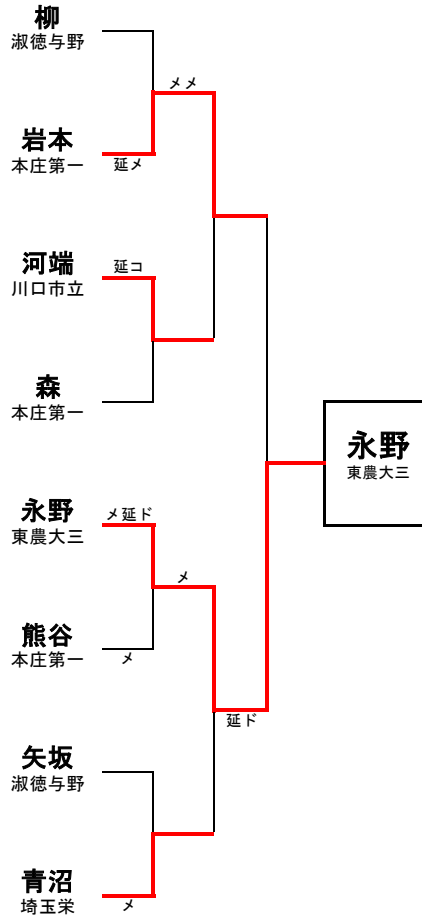 柳
淑徳与野
メメ
岩本
本庄第一
延メ
河端
川口市立
延コ
森
本庄第一
永野
東農大三
永野
東農大三
メ延ド
メ
熊谷
本庄第一
メ
延ド
矢坂
淑徳与野
青沼
埼玉栄
メ